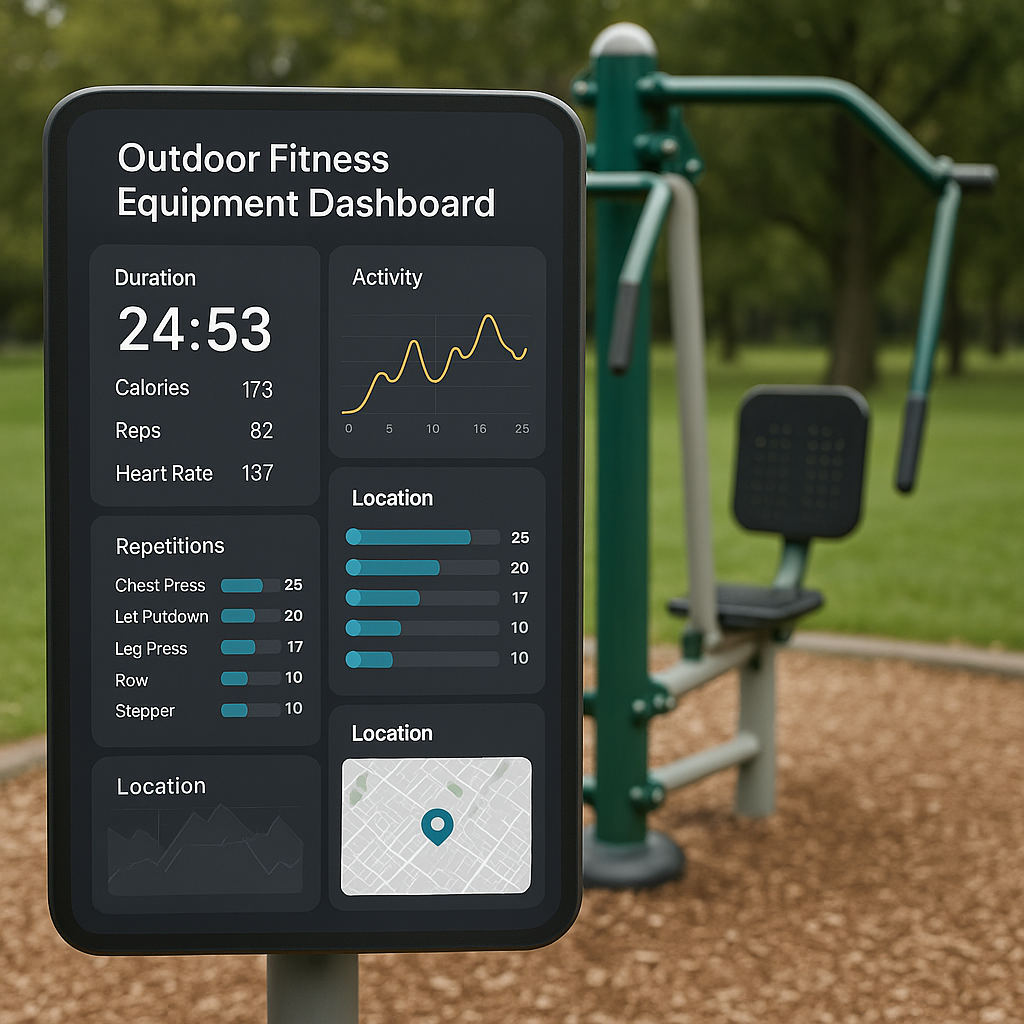 Outdoor Fitness
Equipment Dashboard
Duration
24:53
Calories 173
Reps 82
Heart Rate 137
Activity
0 5 10 16 25
Repetitions
Chest Press 25
Let Putdown 20
Leg Press 17
Row 10
Stepper 10
Location
25
20
17
10
10
Location
Location